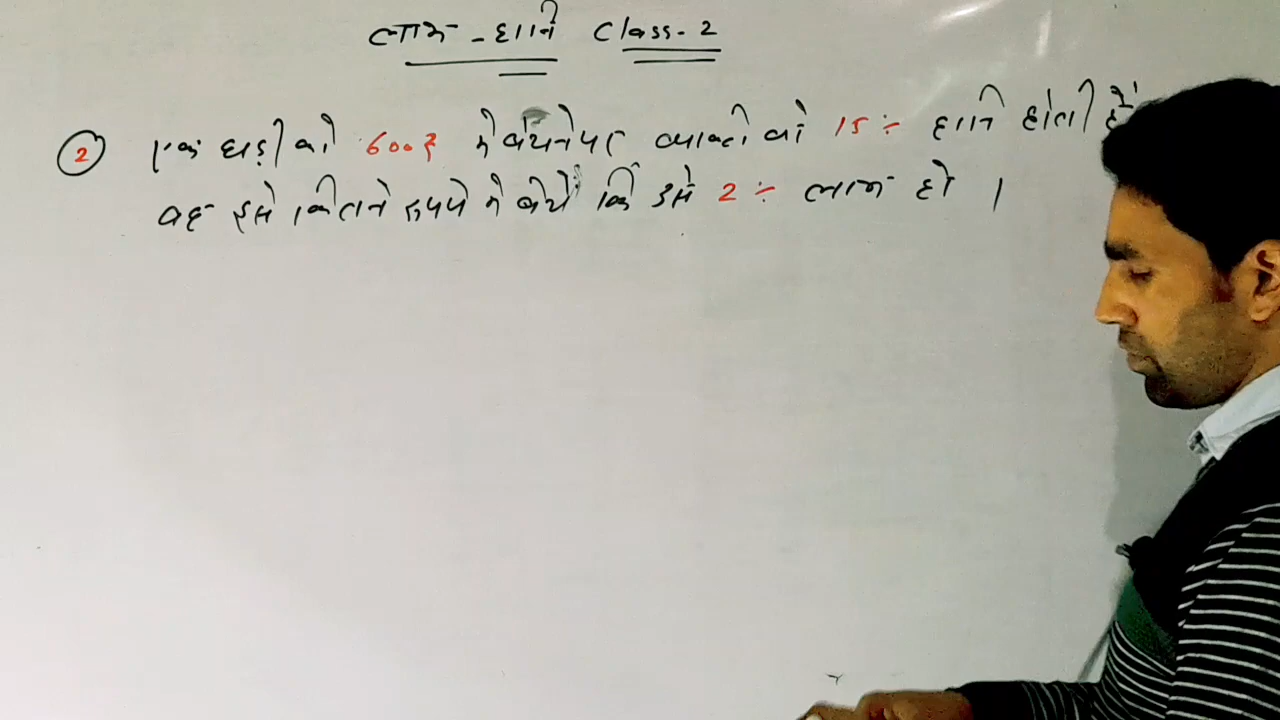 लाभ - हानि Class - 2
② एक घड़ी को 600₹ में बेचने पर व्यक्ति को 15 % हानि होती है
वह इसे कितने रुपये में बेचे कि उसे 2 % लाभ हो ।